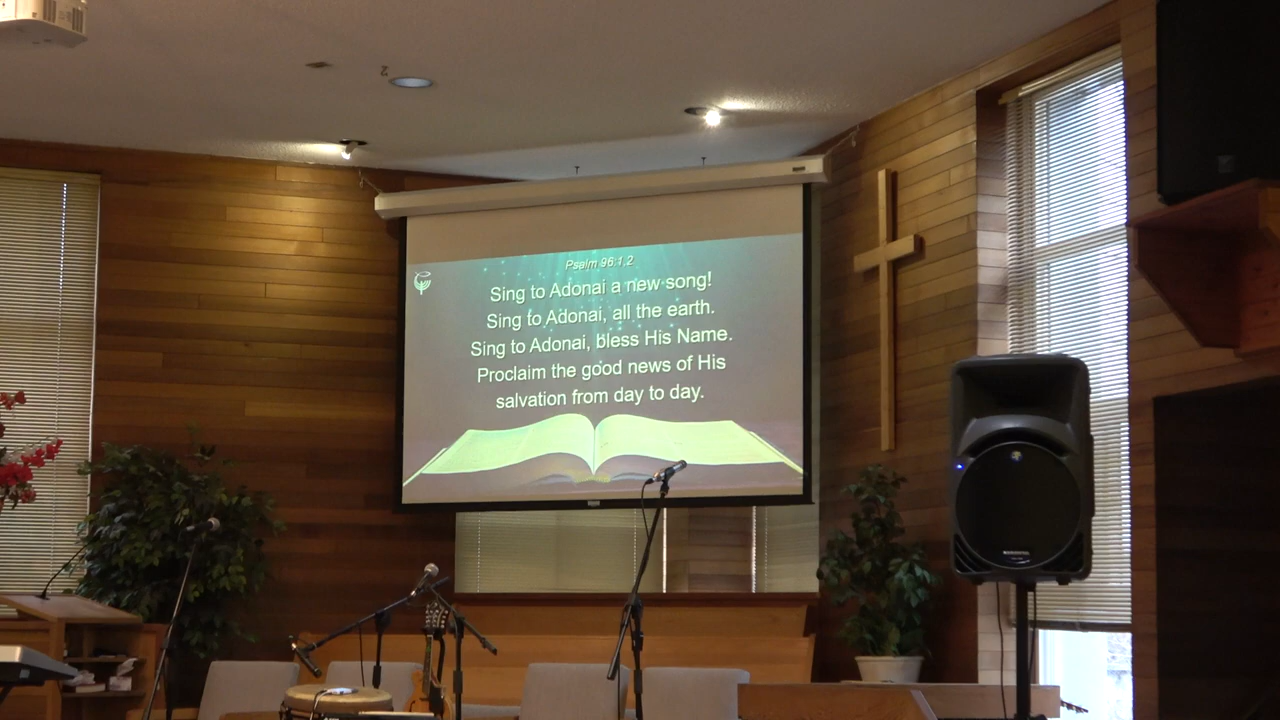 Psalm 96:1,2
Sing to Adonai a new song!
Sing to Adonai, all the earth.
Sing to Adonai, bless His Name.
Proclaim the good news of His
salvation from day to day.